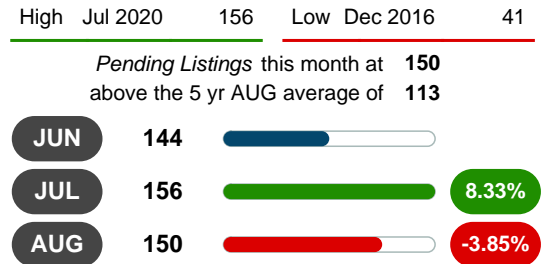 High Jul 2020 156 Low Dec 2016 41
Pending Listings this month at 150
above the 5 yr AUG average of 113
JUN 144
JUL 156 8.33%
AUG 150 -3.85%